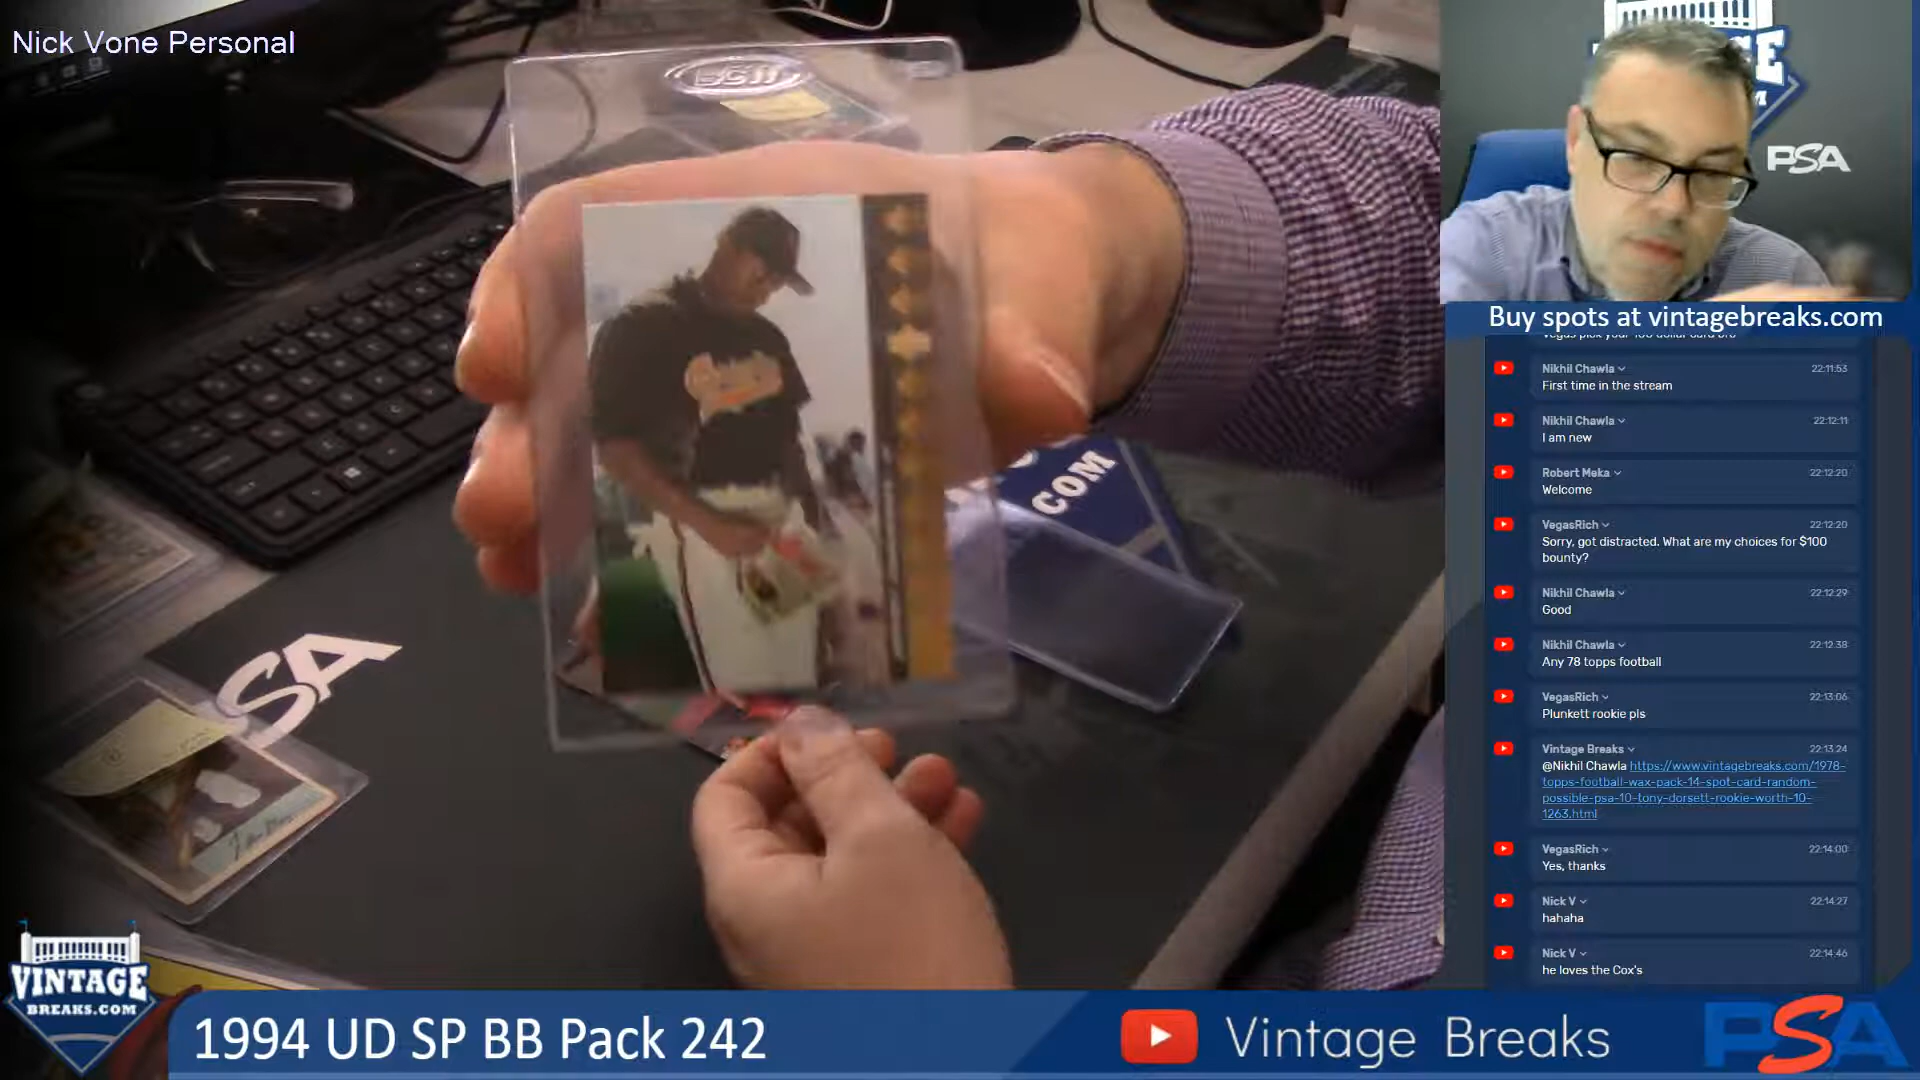 Nick Vone Personal
PSA
Buy spots at vintagebreaks.com
Nikhil Chawla 22:11:53
First time in the stream
Nikhil Chawla 22:12:11
I am new
Robert Meka 22:12:20
Welcome
VegasRich 22:12:20
Sorry, got distracted. What are my choices for $100
bounty?
Nikhil Chawla 22:12:29
Good
Nikhil Chawla 22:12:38
Any 78 topps football
VegasRich 22:13:06
Plunkett rookie pls
Vintage Breaks 22:13:24
@Nikhil Chawla https://www.vintagebreaks.com/1978-
topps-football-wax-pack-14-spot-card-random-
possible-psa-10-tony-dorsett-rookie-worth-10-
1263.html
VegasRich 22:14:00
Yes, thanks
Nick V 22:14:27
hahaha
Nick V 22:14:46
he loves the Cox's
COM
SA
VINTAGE
BREAKS.COM
1994 UD SP BB Pack 242
Vintage Breaks
PSA